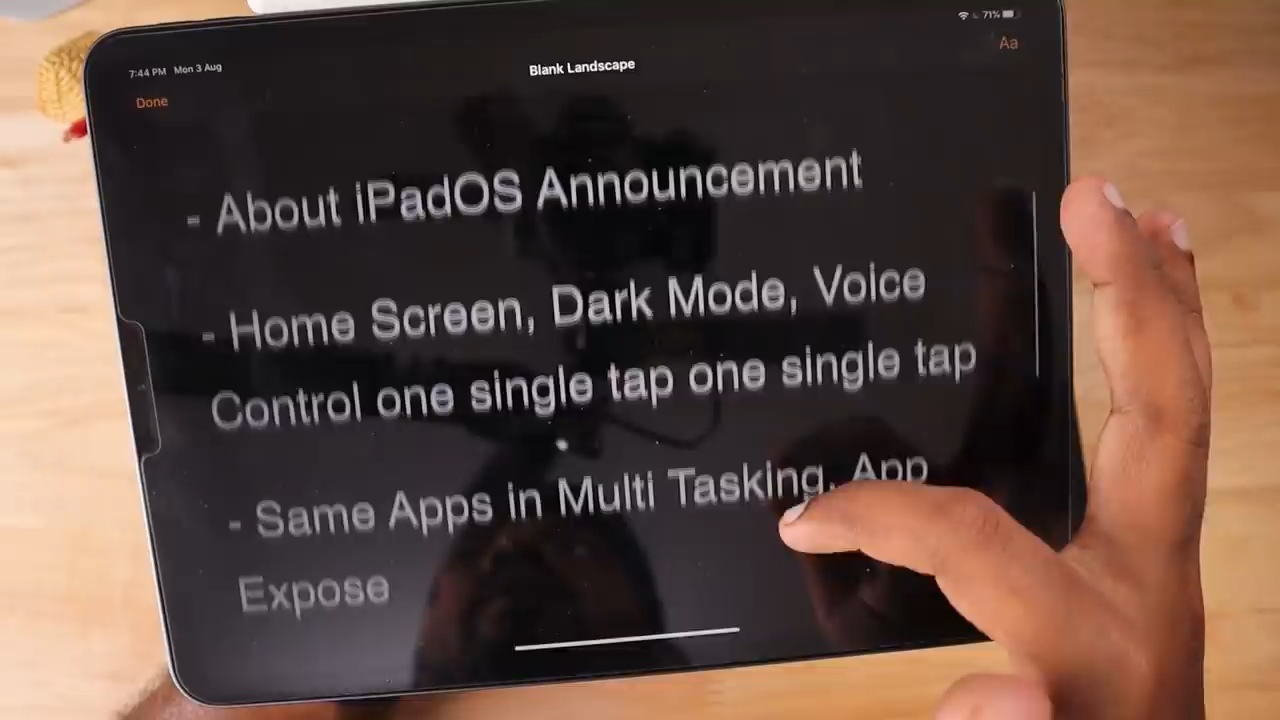 7:44 PM Mon 3 Aug
71%
Blank Landscape
Aa
Done
- About iPadOS Announcement
- Home Screen, Dark Mode, Voice
Control one single tap one single tap
- Same Apps in Multi Tasking, App
Expose